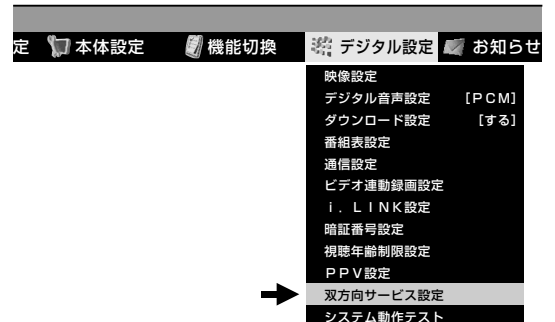 定 本体設定 機能切換 デジタル設定 お知らせ
映像設定
デジタル音声設定 [PCM]
ダウンロード設定 [する]
番組表設定
通信設定
ビデオ連動録画設定
i．LINK設定
暗証番号設定
視聴年齢制限設定
PPV設定
双方向サービス設定
システム動作テスト